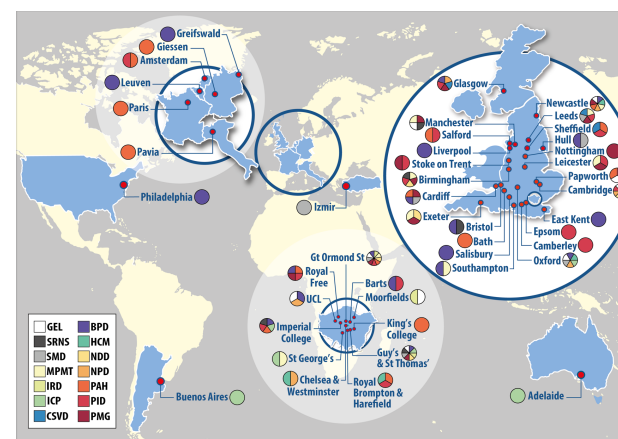 Greifswald
Giessen
Amsterdam
Leuven
Paris
Pavia
Philadelphia
Izmir
Glasgow
Manchester
Salford
Liverpool
Stoke on Trent
Birmingham
Cardiff
Exeter
Bristol
Bath
Salisbury
Southampton
Newcastle
Leeds
Sheffield
Hull
Nottingham
Leicester
Papworth
Cambridge
East Kent
Epsom
Camberley
Oxford
Gt Ormond St
Royal
Free
UCL
Imperial
College
St George's
Chelsea &
Westminster
Barts
Moorfields
King's
College
Guy's
& St Thomas'
Royal
Brompton &
Harefield
Buenos Aires
Adelaide
GEL
SRNS
SMD
MPMT
IRD
ICP
CSVD
BPD
HCM
NDD
NPD
PAH
PID
PMG